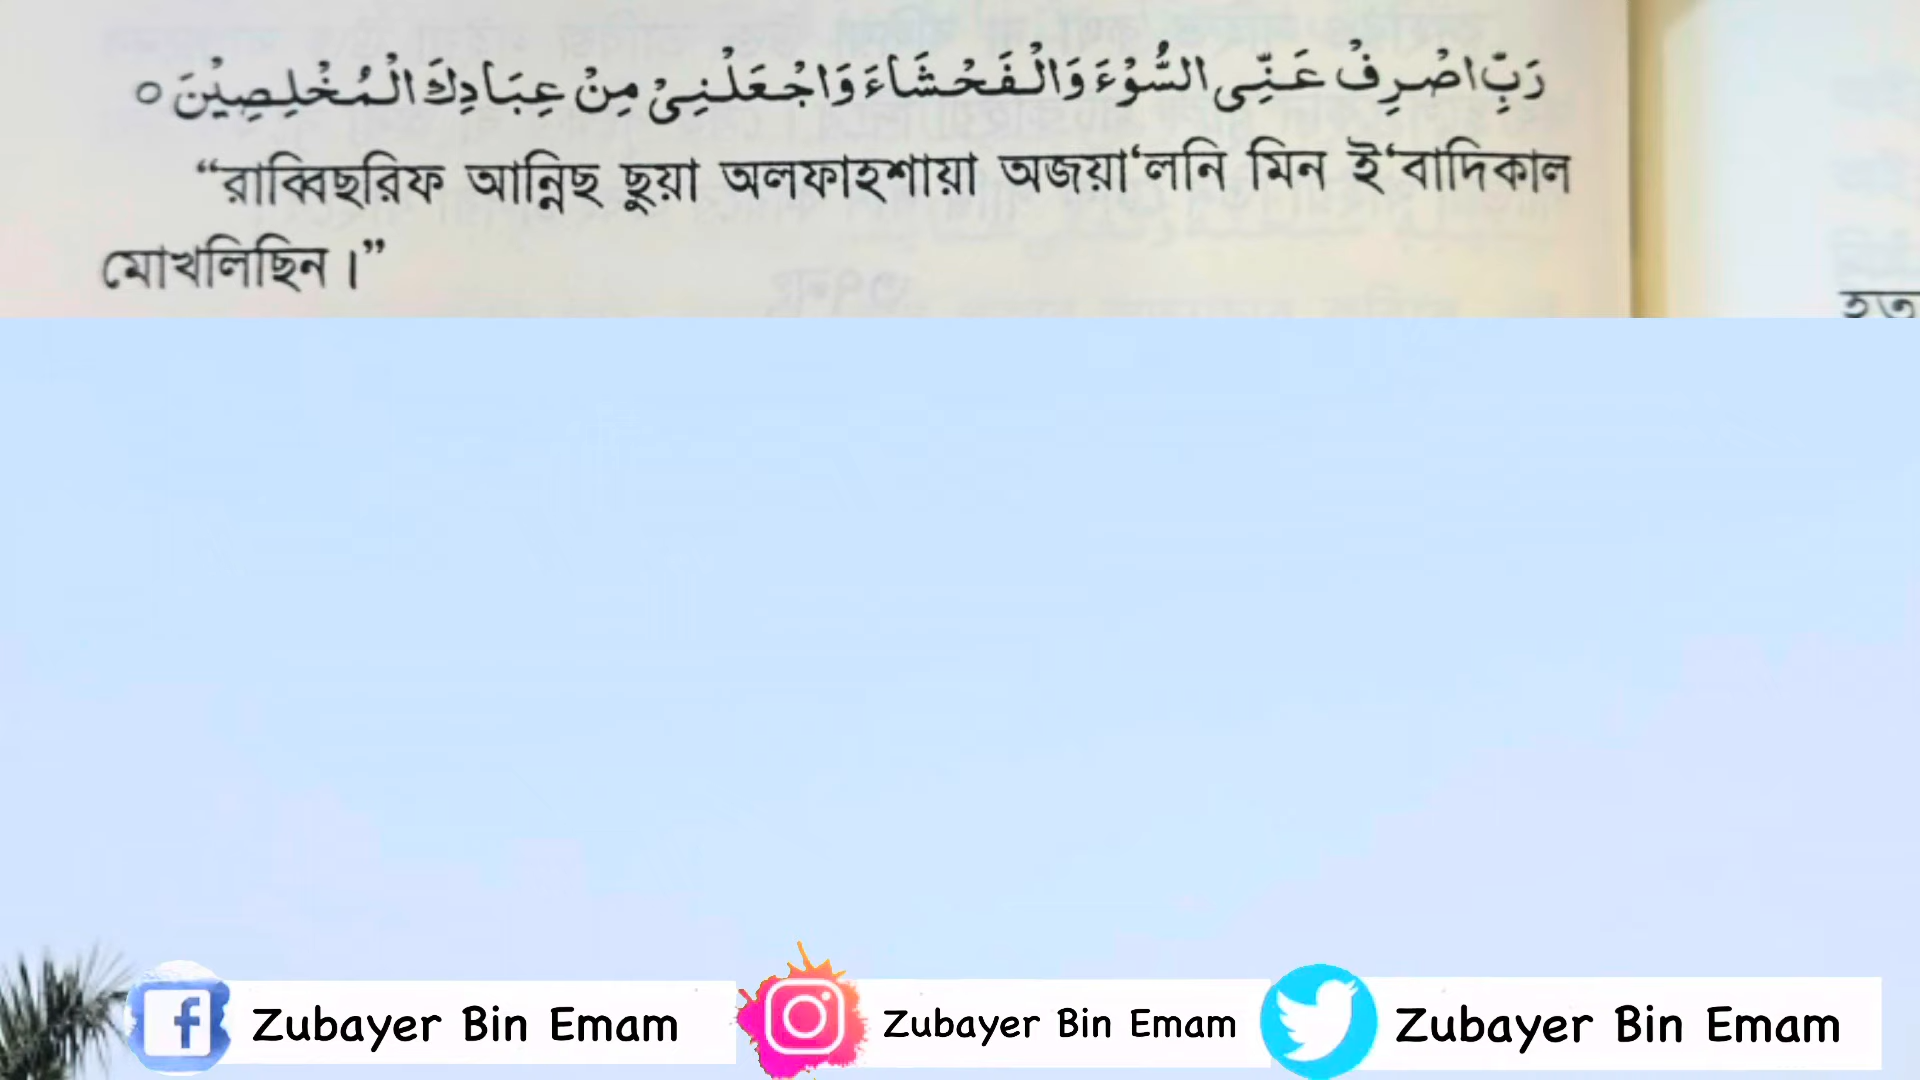 رَبِّ اصْرِفْ عَنِّى السُّوْءَ وَالْفَحْشَاءَ وَاجْعَلْنِىْ مِنْ عِبَادِكَ الْمُخْلِصِيْنَ ○
“রাব্বিছরিফ আন্নিছ ছুয়া অলফাহশায়া অজয়া‘লনি মিন ই‘বাদিকাল
মোখলিছিন।”
Zubayer Bin Emam
Zubayer Bin Emam
Zubayer Bin Emam